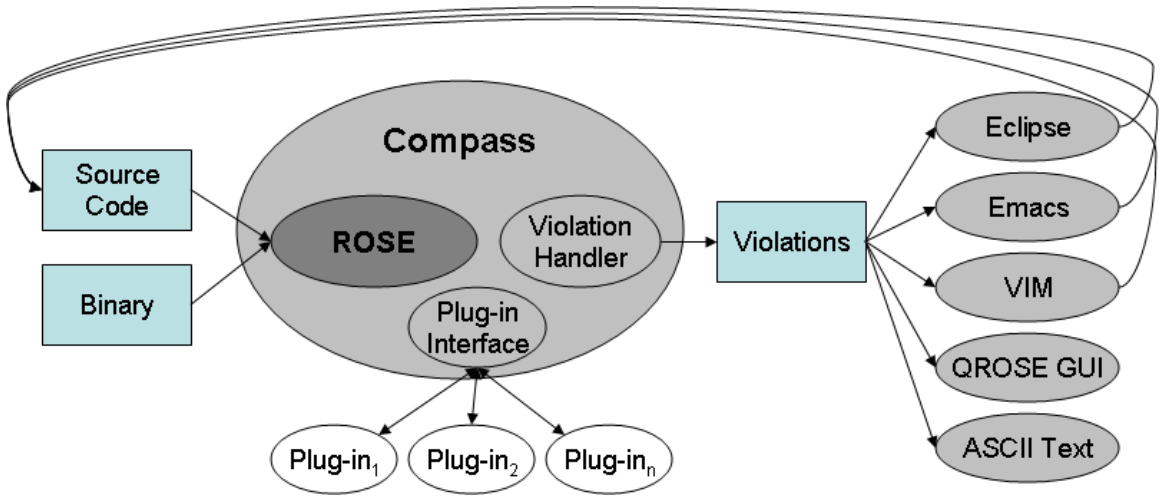 Compass
Source
Code
Binary
ROSE
Violation
Handler
Plug-in
Interface
Plug-in1
Plug-in2
Plug-inn
Violations
Eclipse
Emacs
VIM
QROSE GUI
ASCII Text